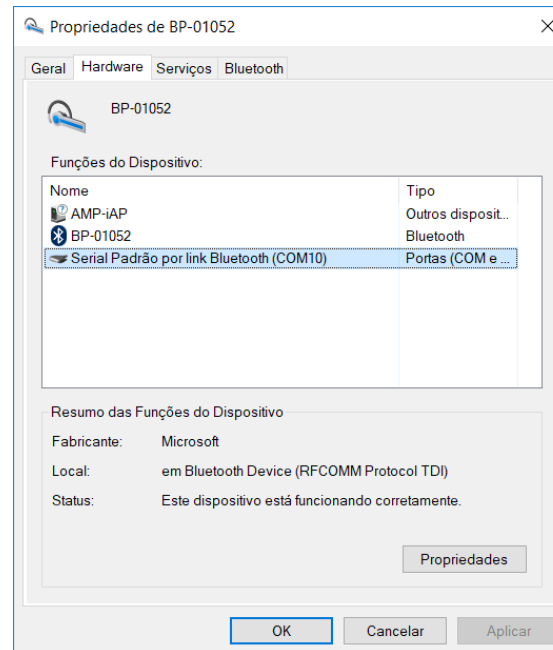 Propriedades de BP-01052
Geral Hardware Serviços Bluetooth
BP-01052
Funções do Dispositivo:
Nome Tipo
AMP-iAP Outros disposit...
BP-01052 Bluetooth
Serial Padrão por link Bluetooth (COM10) Portas (COM e ...
Resumo das Funções do Dispositivo
Fabricante: Microsoft
Local: em Bluetooth Device (RFCOMM Protocol TDI)
Status: Este dispositivo está funcionando corretamente.
Propriedades
OK Cancelar Aplicar